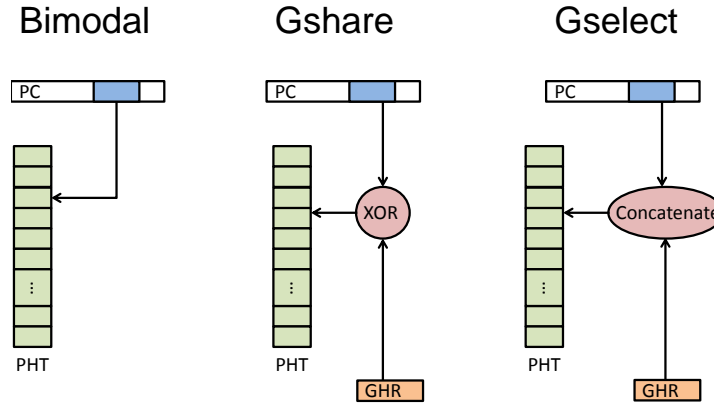 Bimodal
PC
⋮
PHT
Gshare
PC
XOR
⋮
PHT
GHR
Gselect
PC
Concatenate
⋮
PHT
GHR